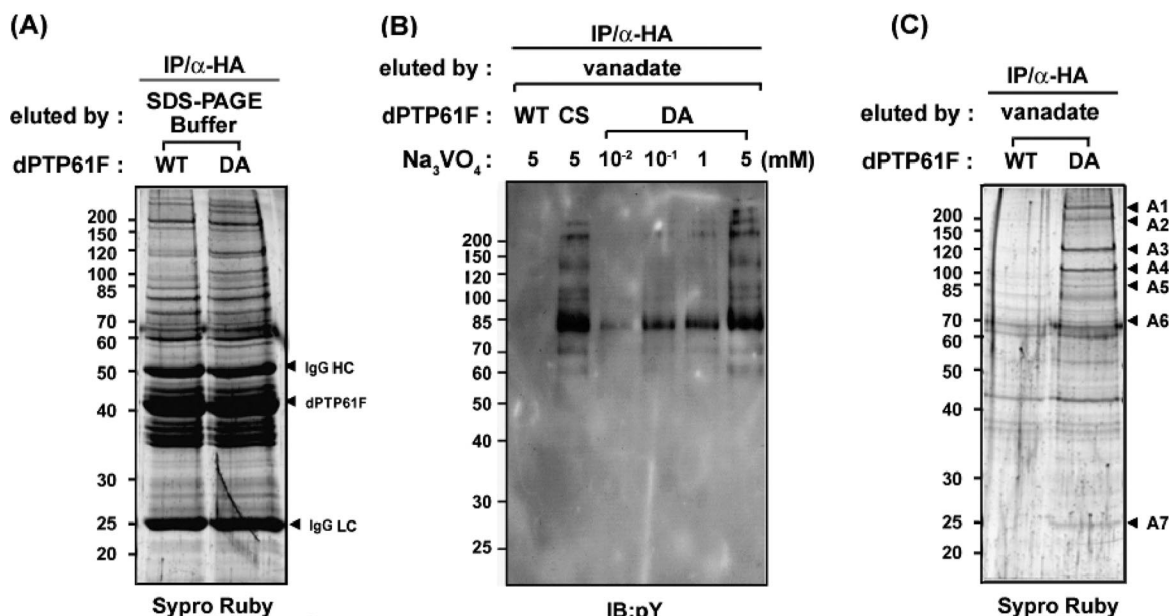 (A)
IP/α-HA
eluted by : SDS-PAGE Buffer
dPTP61F : WT DA
200
150
120
100
85
70
60
50
40
30
25
20
IgG HC
dPTP61F
IgG LC
Sypro Ruby
(B)
IP/α-HA
eluted by : vanadate
dPTP61F : WT CS DA
Na₃VO₄ : 5 5 10⁻² 10⁻¹ 1 5 (mM)
200
150
120
100
85
70
60
50
40
30
25
IB:pY
(C)
IP/α-HA
eluted by : vanadate
dPTP61F : WT DA
200
150
120
100
85
70
60
50
40
30
25
20
A1
A2
A3
A4
A5
A6
A7
Sypro Ruby